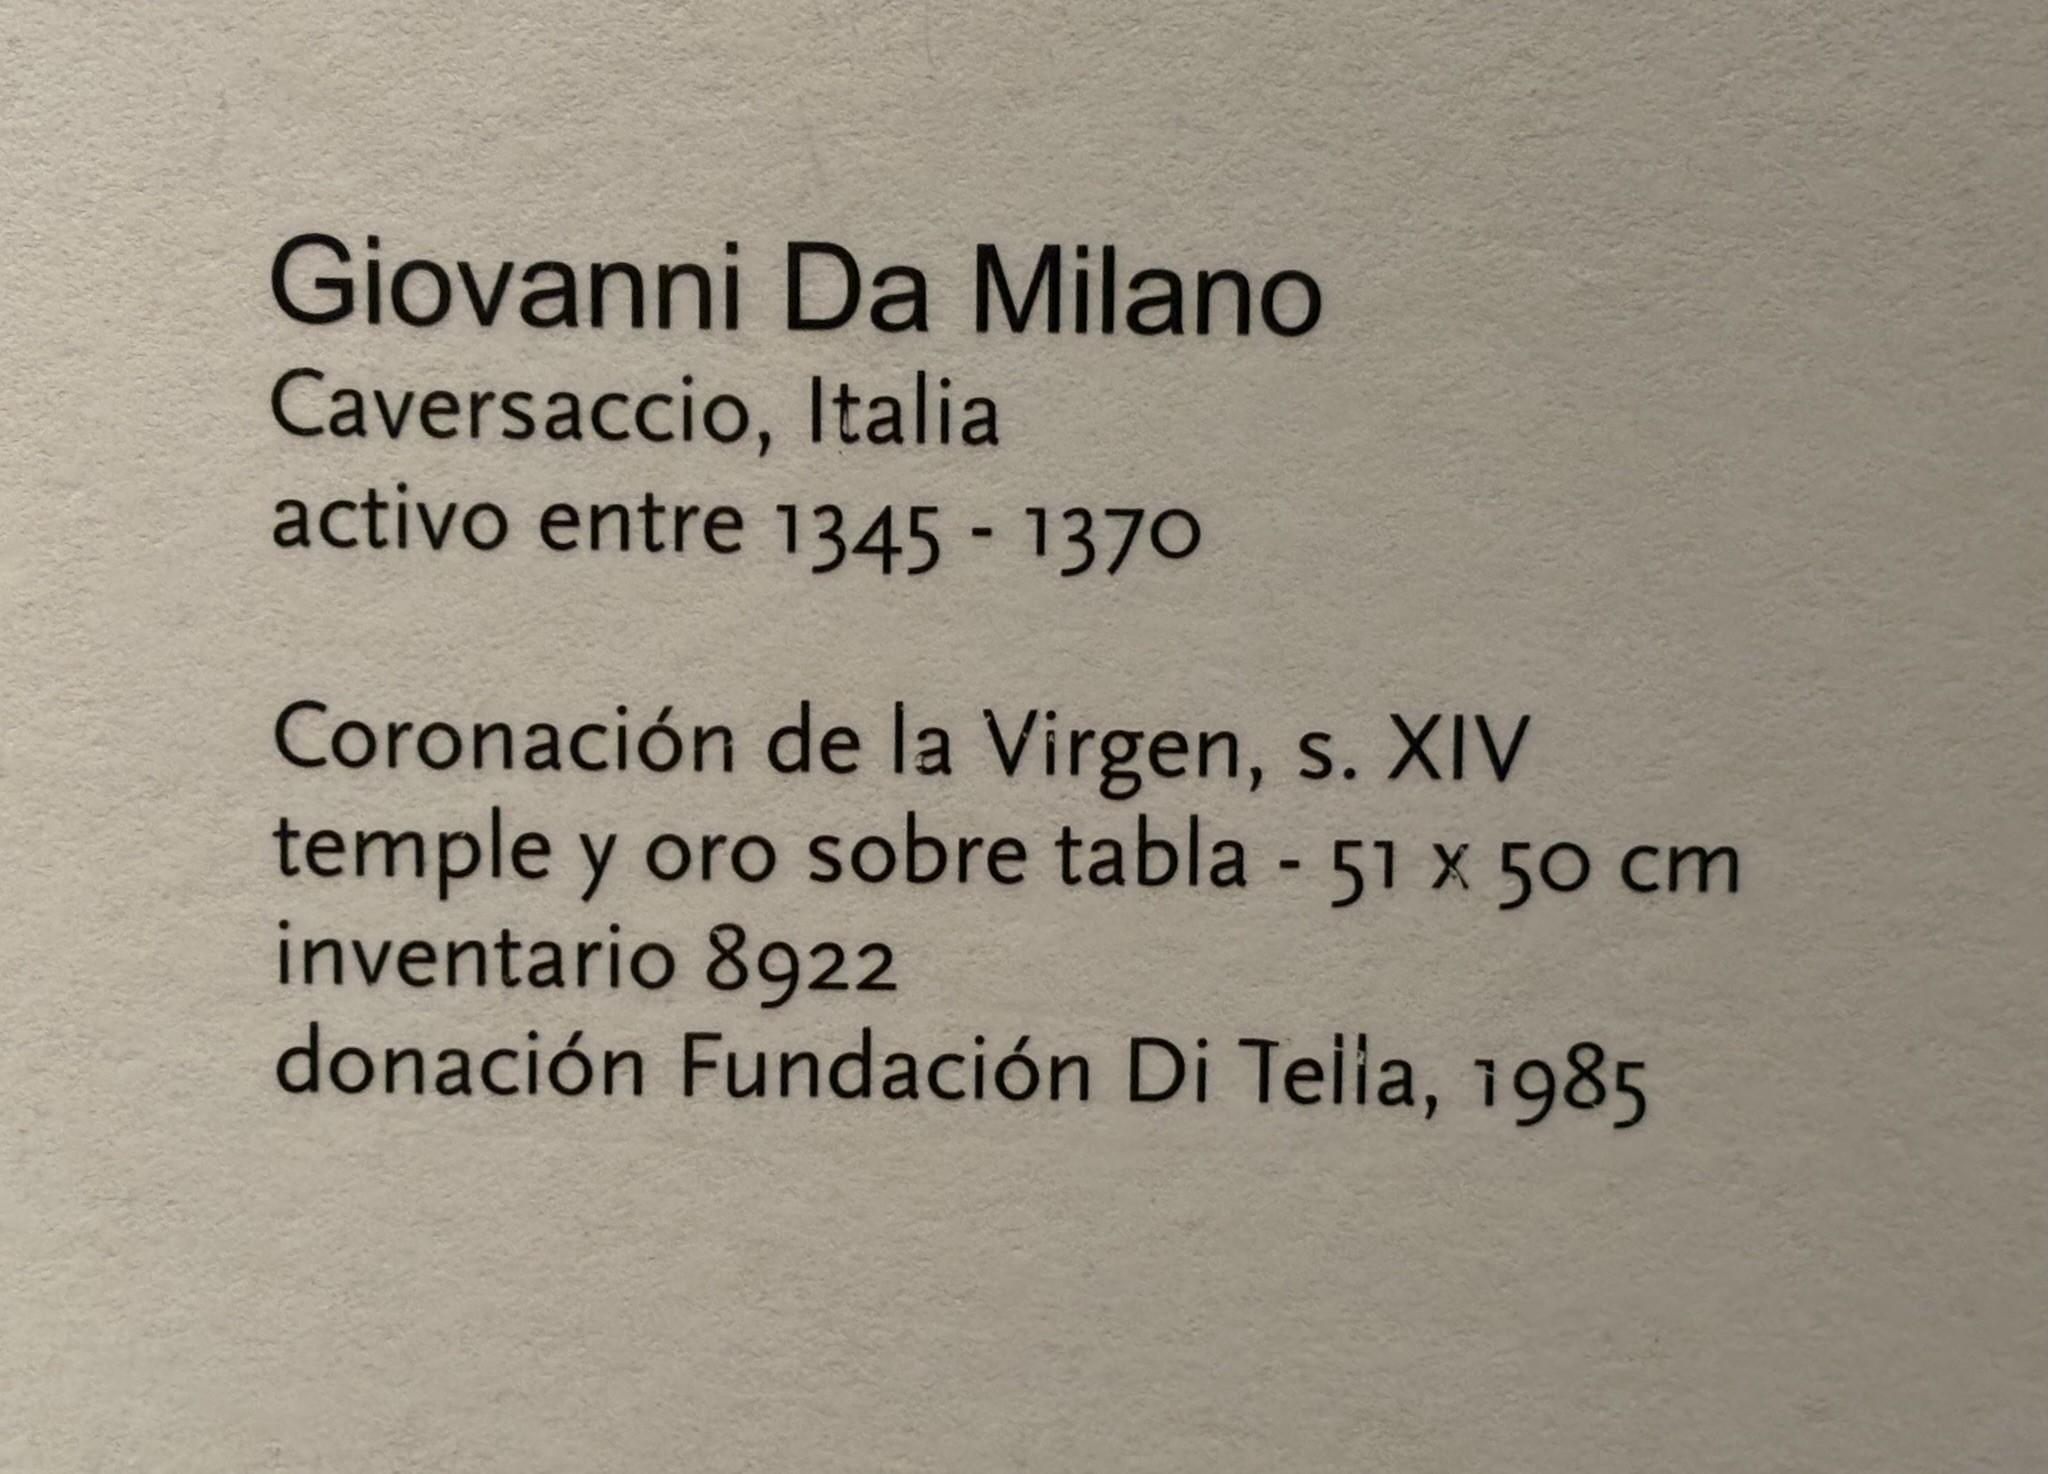 Giovanni Da Milano
Caversaccio, Italia
activo entre 1345 - 1370
Coronación de la Virgen, s. XIV
temple y oro sobre tabla - 51 x 50 cm
inventario 8922
donación Fundación Di Tella, 1985